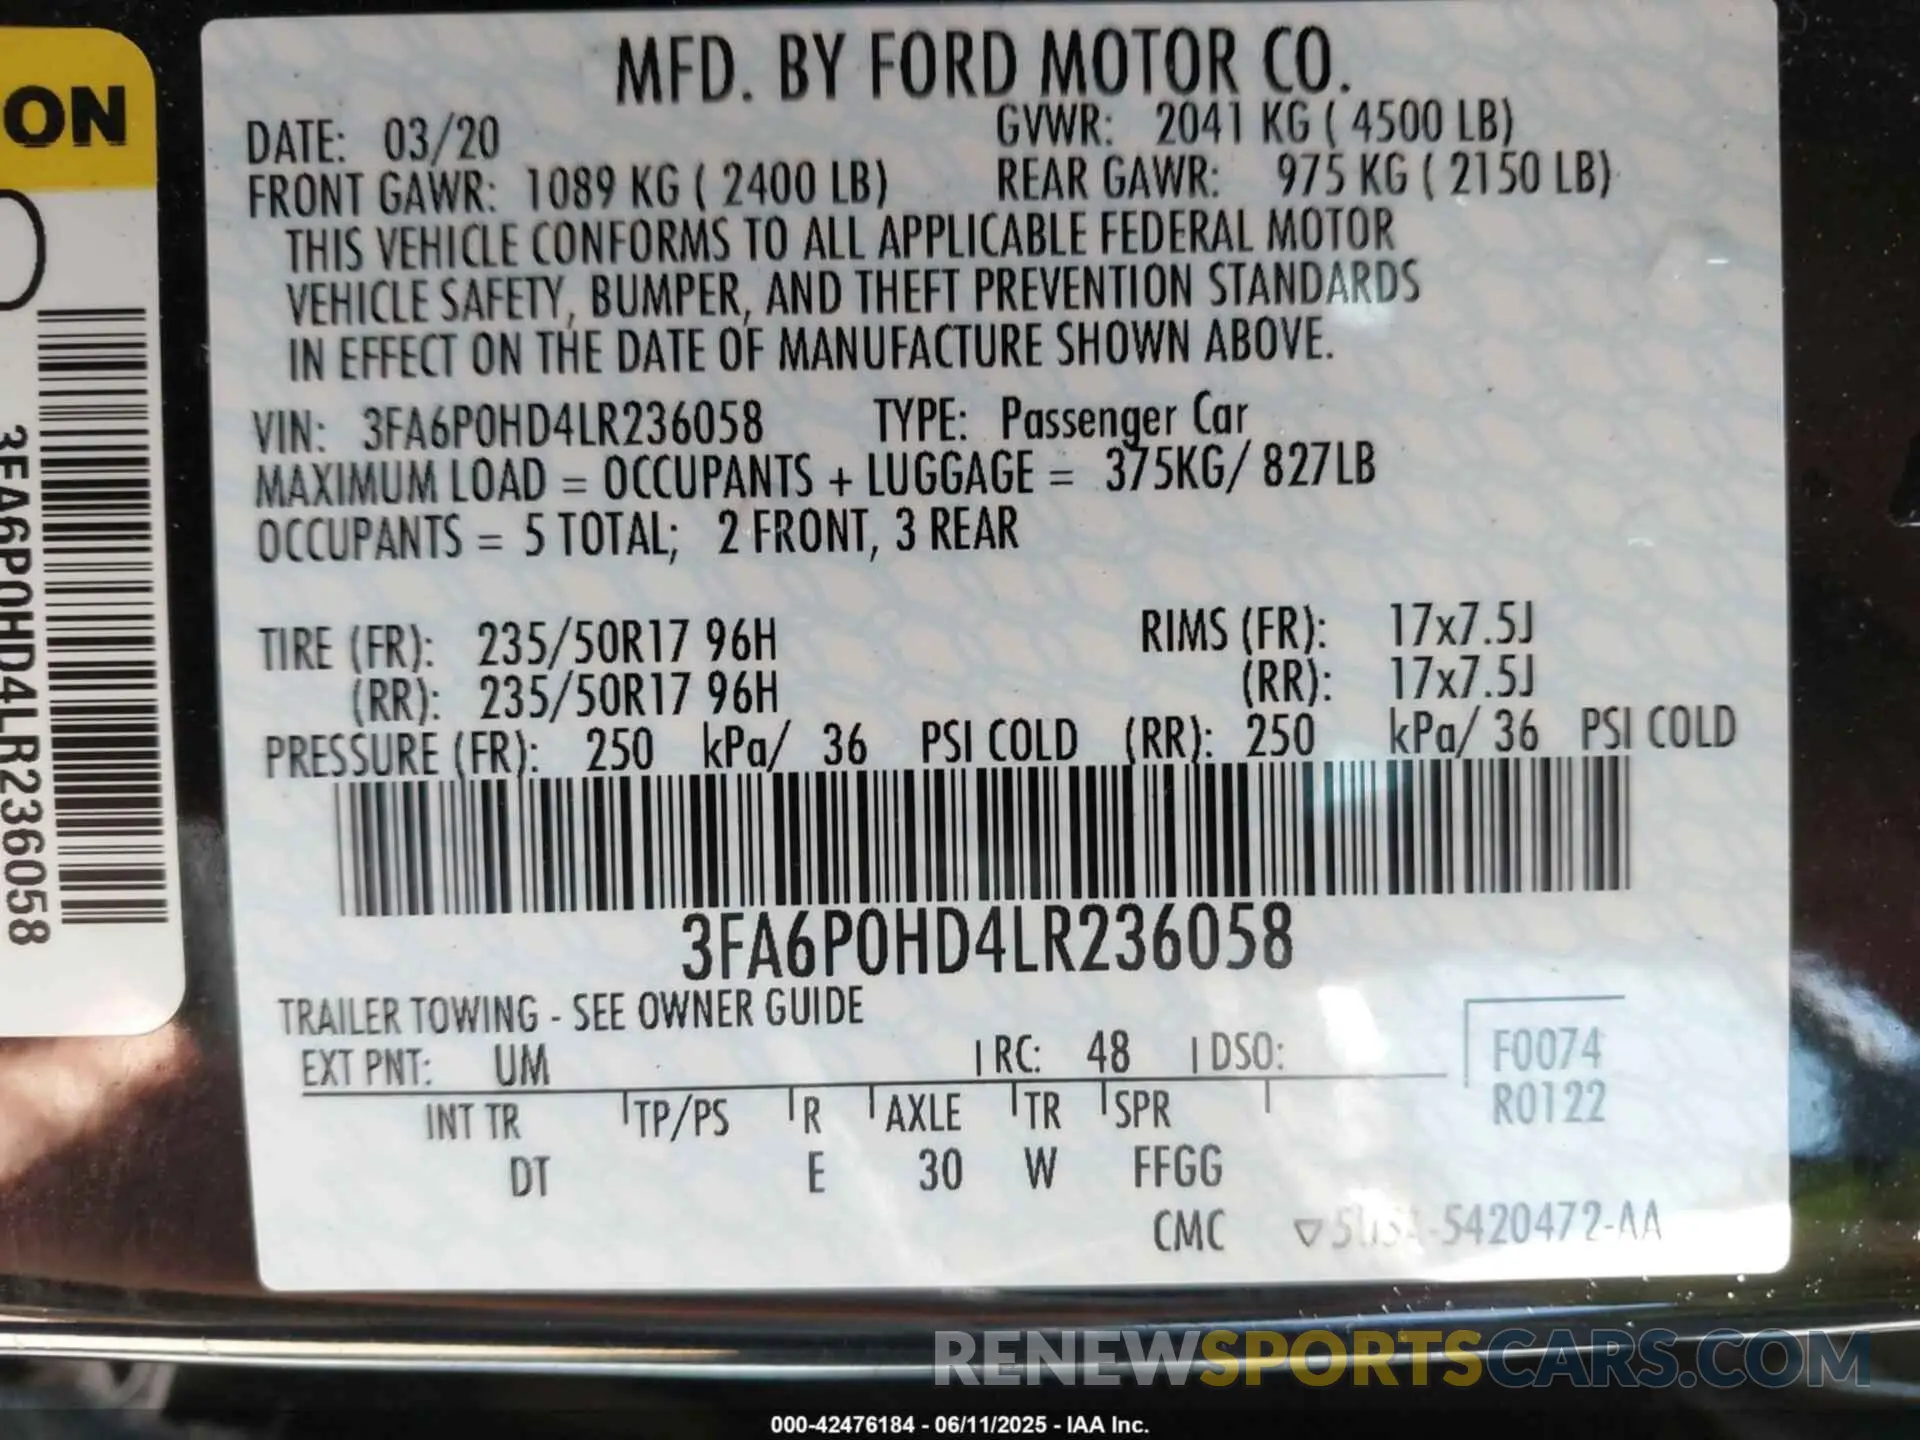 ON
3FA6P0HD4LR236058
MFD. BY FORD MOTOR CO.
DATE: 03/20 GVWR: 2041 KG ( 4500 LB)
FRONT GAWR: 1089 KG ( 2400 LB) REAR GAWR: 975 KG ( 2150 LB)
THIS VEHICLE CONFORMS TO ALL APPLICABLE FEDERAL MOTOR
VEHICLE SAFETY, BUMPER, AND THEFT PREVENTION STANDARDS
IN EFFECT ON THE DATE OF MANUFACTURE SHOWN ABOVE.
VIN: 3FA6P0HD4LR236058 TYPE: Passenger Car
MAXIMUM LOAD = OCCUPANTS + LUGGAGE = 375KG/ 827LB
OCCUPANTS = 5 TOTAL; 2 FRONT, 3 REAR
TIRE (FR): 235/50R17 96H RIMS (FR): 17x7.5J
(RR): 235/50R17 96H (RR): 17x7.5J
PRESSURE (FR): 250 kPa/ 36 PSI COLD (RR): 250 kPa/ 36 PSI COLD
3FA6P0HD4LR236058
TRAILER TOWING - SEE OWNER GUIDE
EXT PNT: UM RC: 48 DSO: F0074
INT TR TP/PS R AXLE TR SPR R0122
DT E 30 W FFGG
CMC
RENEWSPORTSCARS.COM
000-42476184 - 06/11/2025 - IAA Inc.